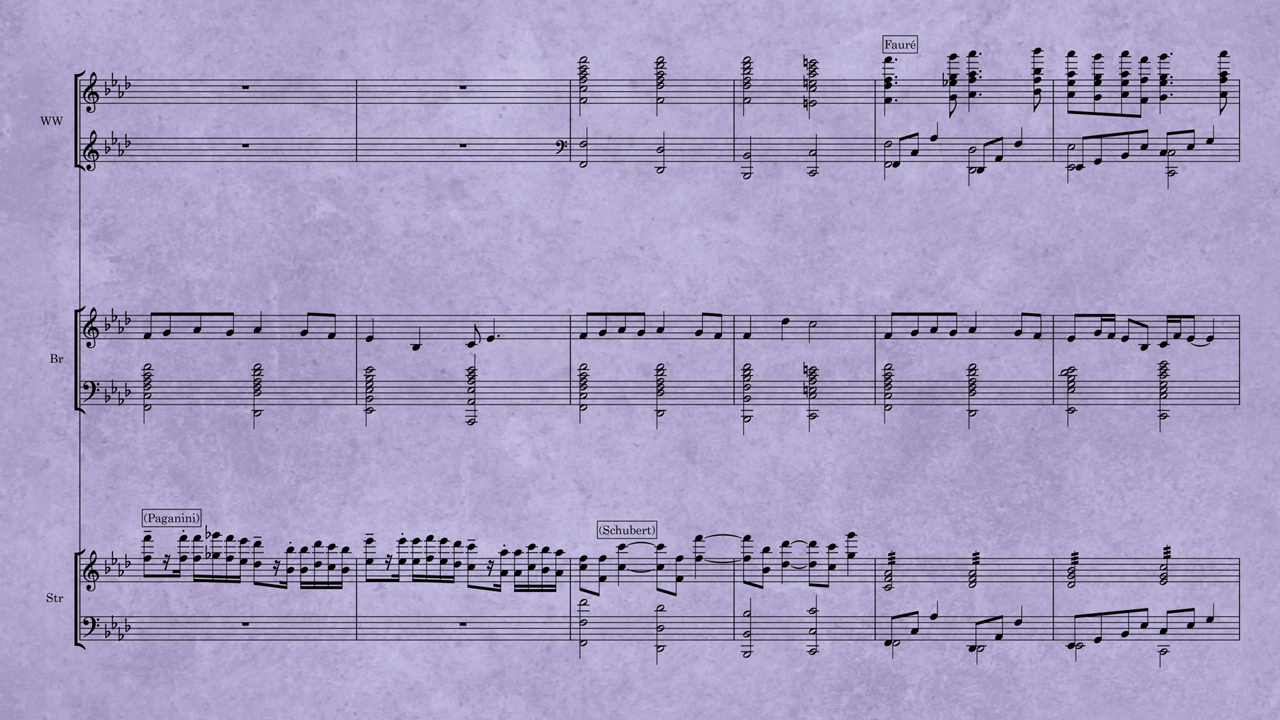 Fauré
WW
Br
(Paganini)
(Schubert)
Str